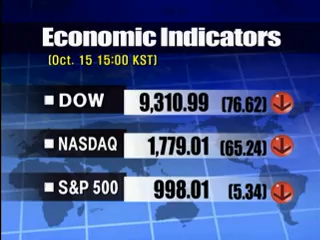 Economic Indicators
(Oct. 15 15:00 KST)
DOW 9,310.99 (76.62)
NASDAQ 1,779.01 (65.24)
S&P 500 998.01 (5.34)